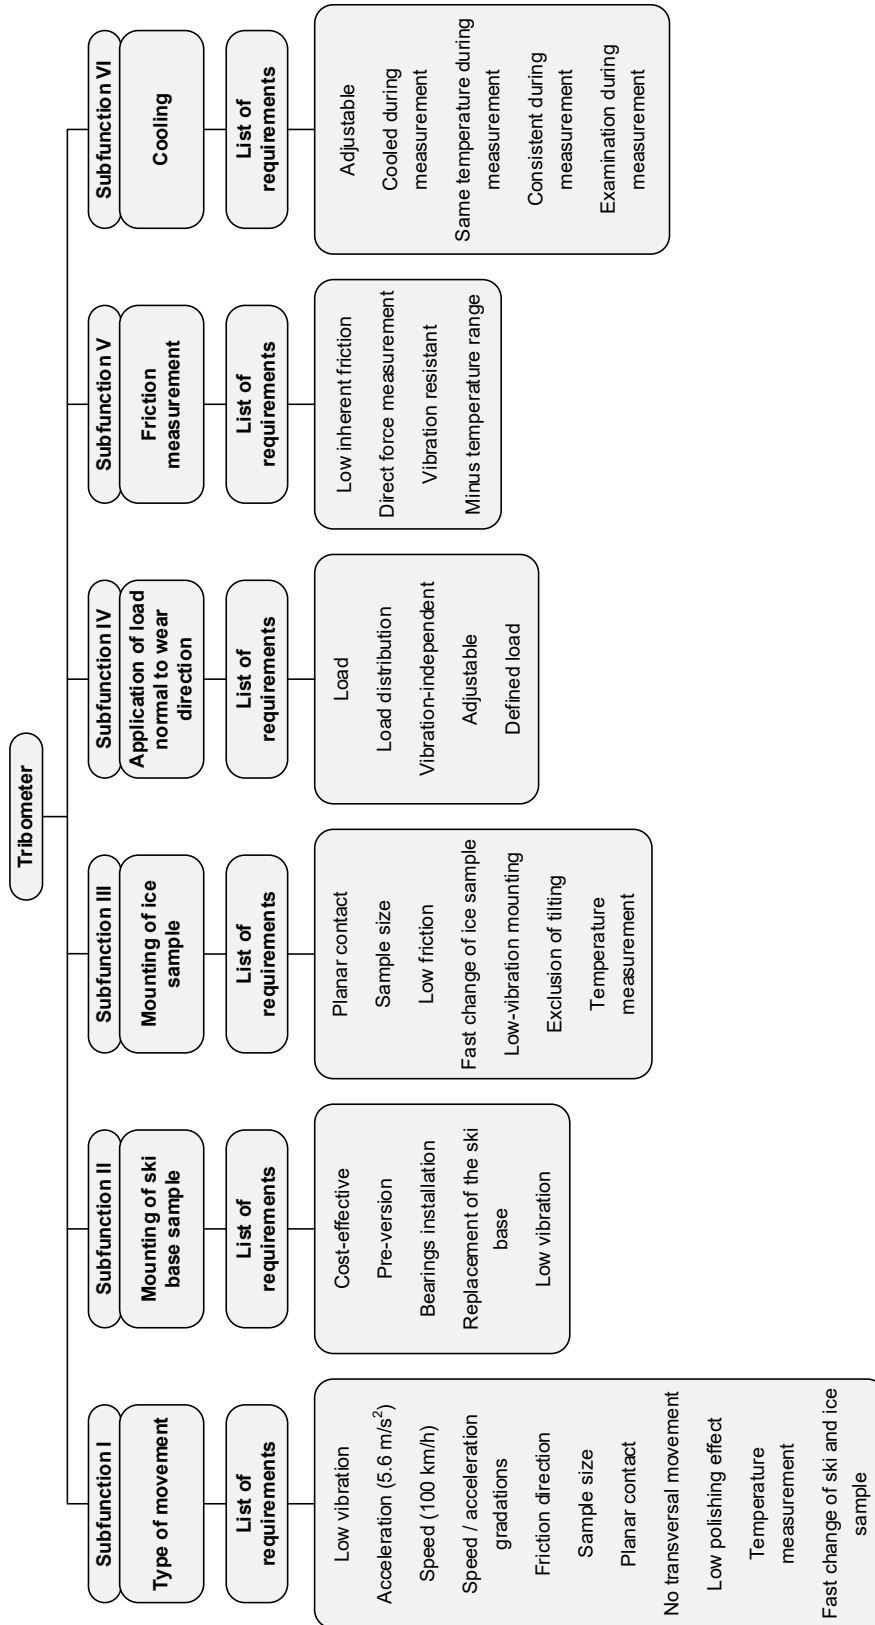 Tribometer
Subfunction I
Type of movement
List of
requirements
Low vibration
Acceleration (5.6 m/s²)
Speed (100 km/h)
Speed / acceleration
gradations
Friction direction
Sample size
Planar contact
No transversal movement
Low polishing effect
Temperature
measurement
Fast change of ski and ice
sample
Subfunction II
Mounting of ski
base sample
List of
requirements
Cost-effective
Pre-version
Bearings installation
Replacement of the ski
base
Low vibration
Subfunction III
Mounting of ice
sample
List of
requirements
Planar contact
Sample size
Low friction
Fast change of ice sample
Low-vibration mounting
Exclusion of tilting
Temperature
measurement
Subfunction IV
Application of load
normal to wear
direction
List of
requirements
Load
Load distribution
Vibration-independent
Adjustable
Defined load
Subfunction V
Friction
measurement
List of
requirements
Low inherent friction
Direct force measurement
Vibration resistant
Minus temperature range
Subfunction VI
Cooling
List of
requirements
Adjustable
Cooled during
measurement
Same temperature during
measurement
Consistent during
measurement
Examination during
measurement